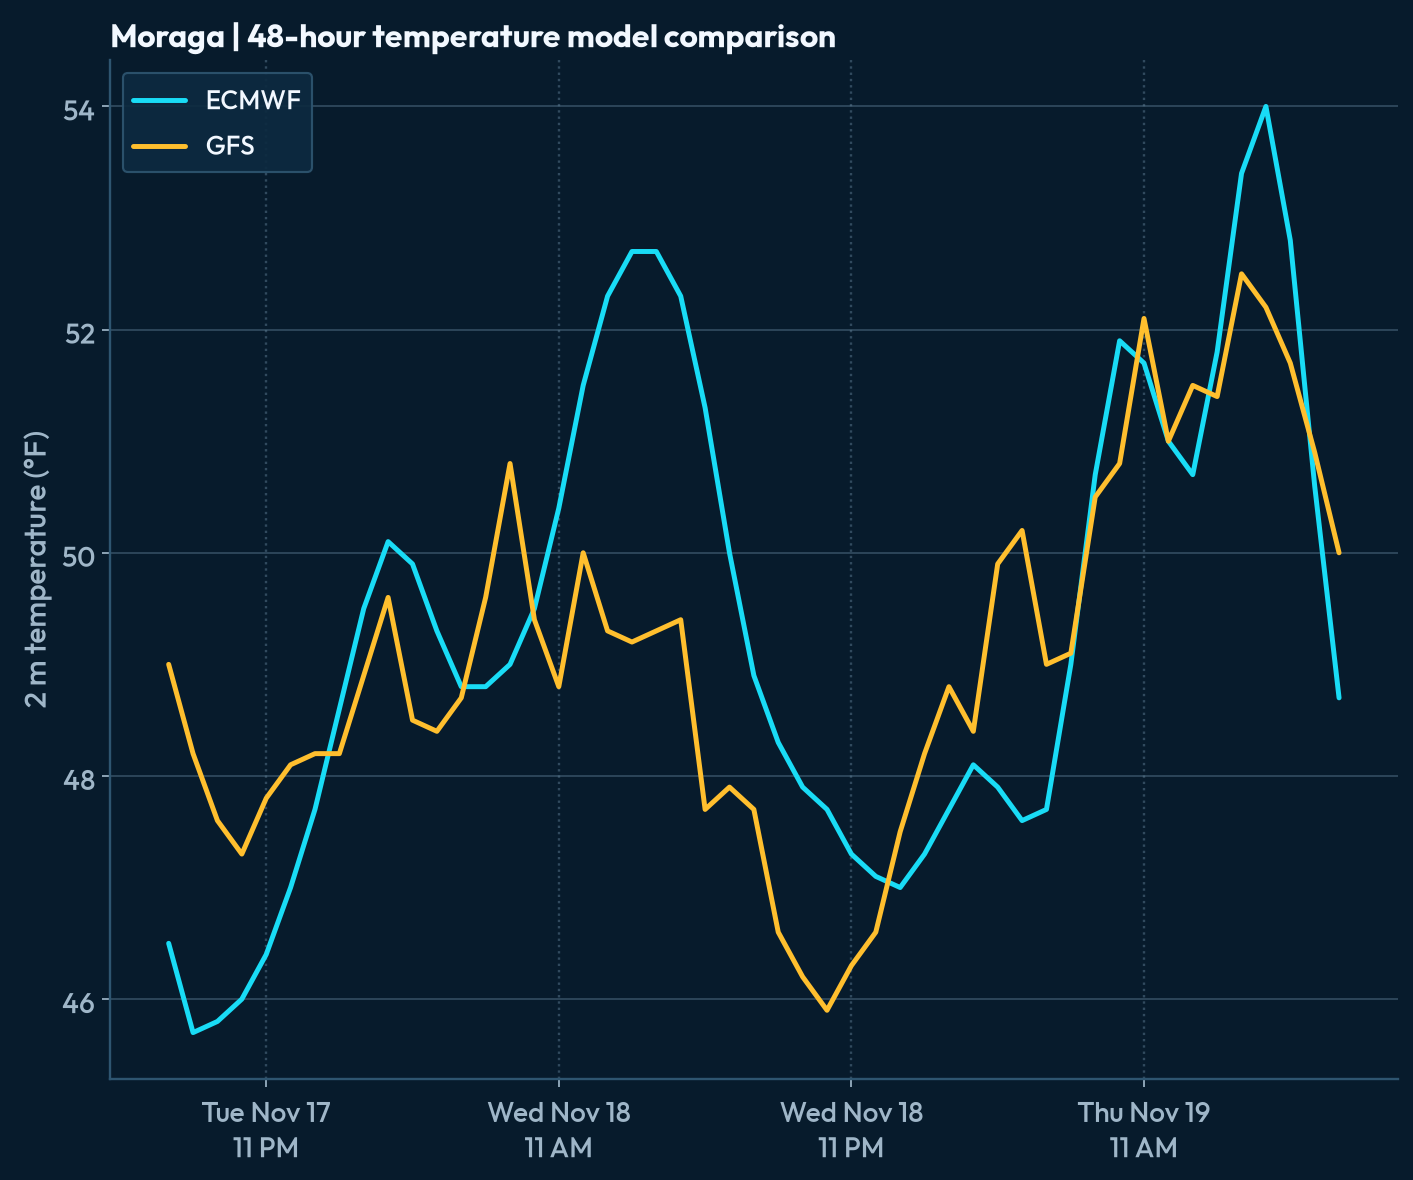 Moraga | 48-hour temperature model comparison
ECMWF
GFS
54
52
50
48
46
2 m temperature (°F)
Tue Nov 17
11 PM
Wed Nov 18
11 AM
Wed Nov 18
11 PM
Thu Nov 19
11 AM